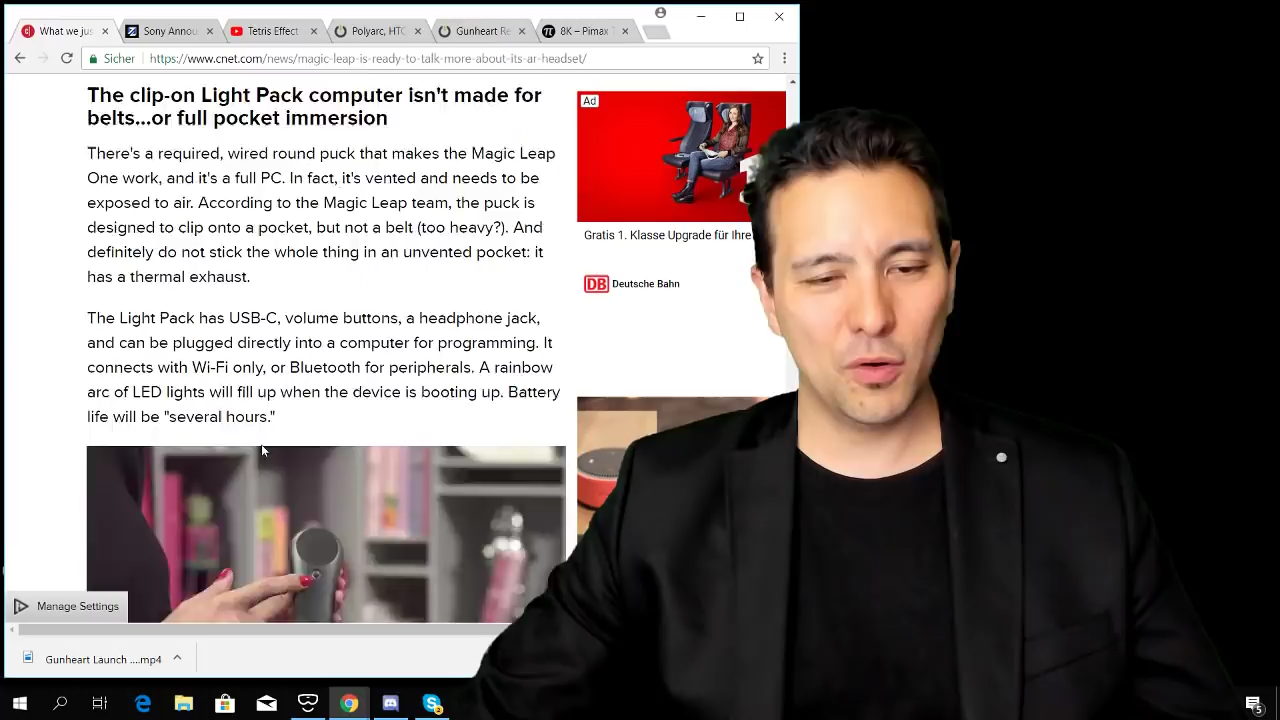 What we jus
Sony Annou
Tetris Effect
Polyarc, HTC
Gunheart Re
8K – Pimax T
Sicher
https://www.cnet.com/news/magic-leap-is-ready-to-talk-more-about-its-ar-headset/
The clip-on Light Pack computer isn't made for
belts...or full pocket immersion
There's a required, wired round puck that makes the Magic Leap
One work, and it's a full PC. In fact, it's vented and needs to be
exposed to air. According to the Magic Leap team, the puck is
designed to clip onto a pocket, but not a belt (too heavy?). And
definitely do not stick the whole thing in an unvented pocket: it
has a thermal exhaust.
The Light Pack has USB-C, volume buttons, a headphone jack,
and can be plugged directly into a computer for programming. It
connects with Wi-Fi only, or Bluetooth for peripherals. A rainbow
arc of LED lights will fill up when the device is booting up. Battery
life will be "several hours."
Ad
Gratis 1. Klasse Upgrade für Ihre
DB Deutsche Bahn
Manage Settings
Gunheart Launch ....mp4
2
5